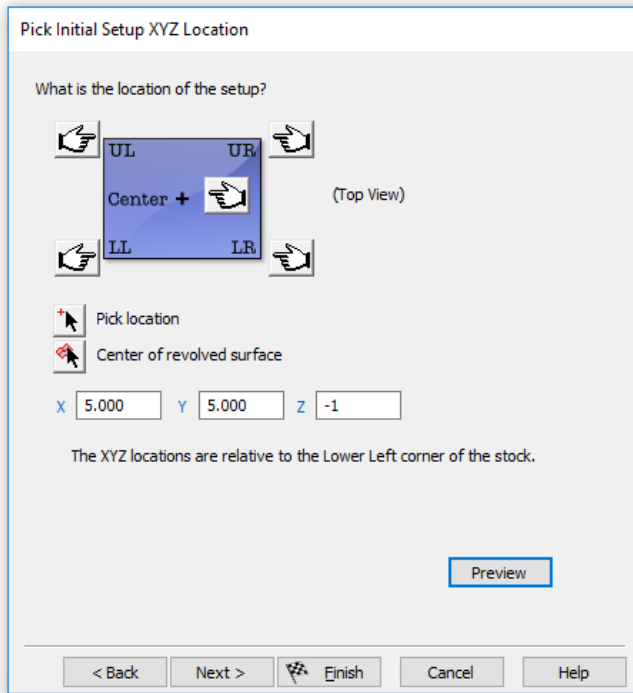 Pick Initial Setup XYZ Location
What is the location of the setup?
UL UR
Center +
(Top View)
LL LR
Pick location
Center of revolved surface
X 5.000 Y 5.000 Z -1
The XYZ locations are relative to the Lower Left corner of the stock.
Preview
< Back Next > Finish Cancel Help